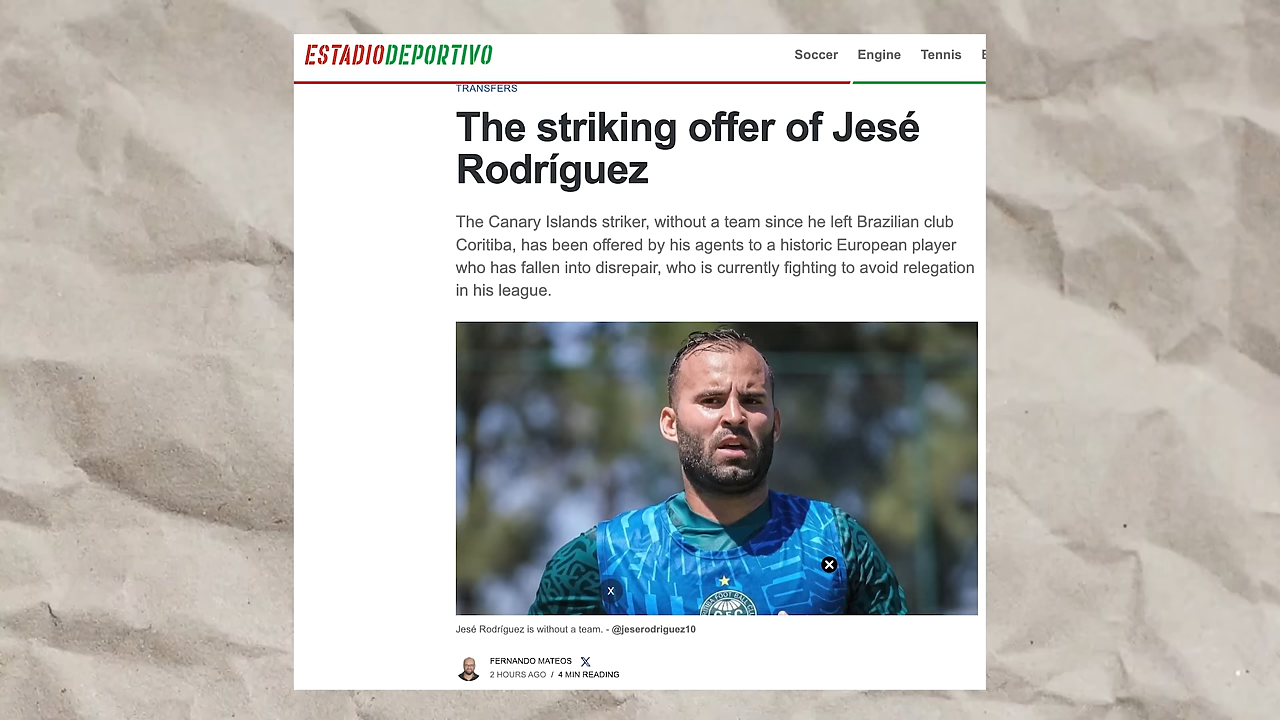 ESTADIODEPORTIVO
Soccer Engine Tennis
TRANSFERS
The striking offer of Jesé
Rodríguez
The Canary Islands striker, without a team since he left Brazilian club
Coritiba, has been offered by his agents to a historic European player
who has fallen into disrepair, who is currently fighting to avoid relegation
in his league.
X
Jesé Rodríguez is without a team. - @jeserodriguez10
FERNANDO MATEOS X
2 HOURS AGO / 4 MIN READING